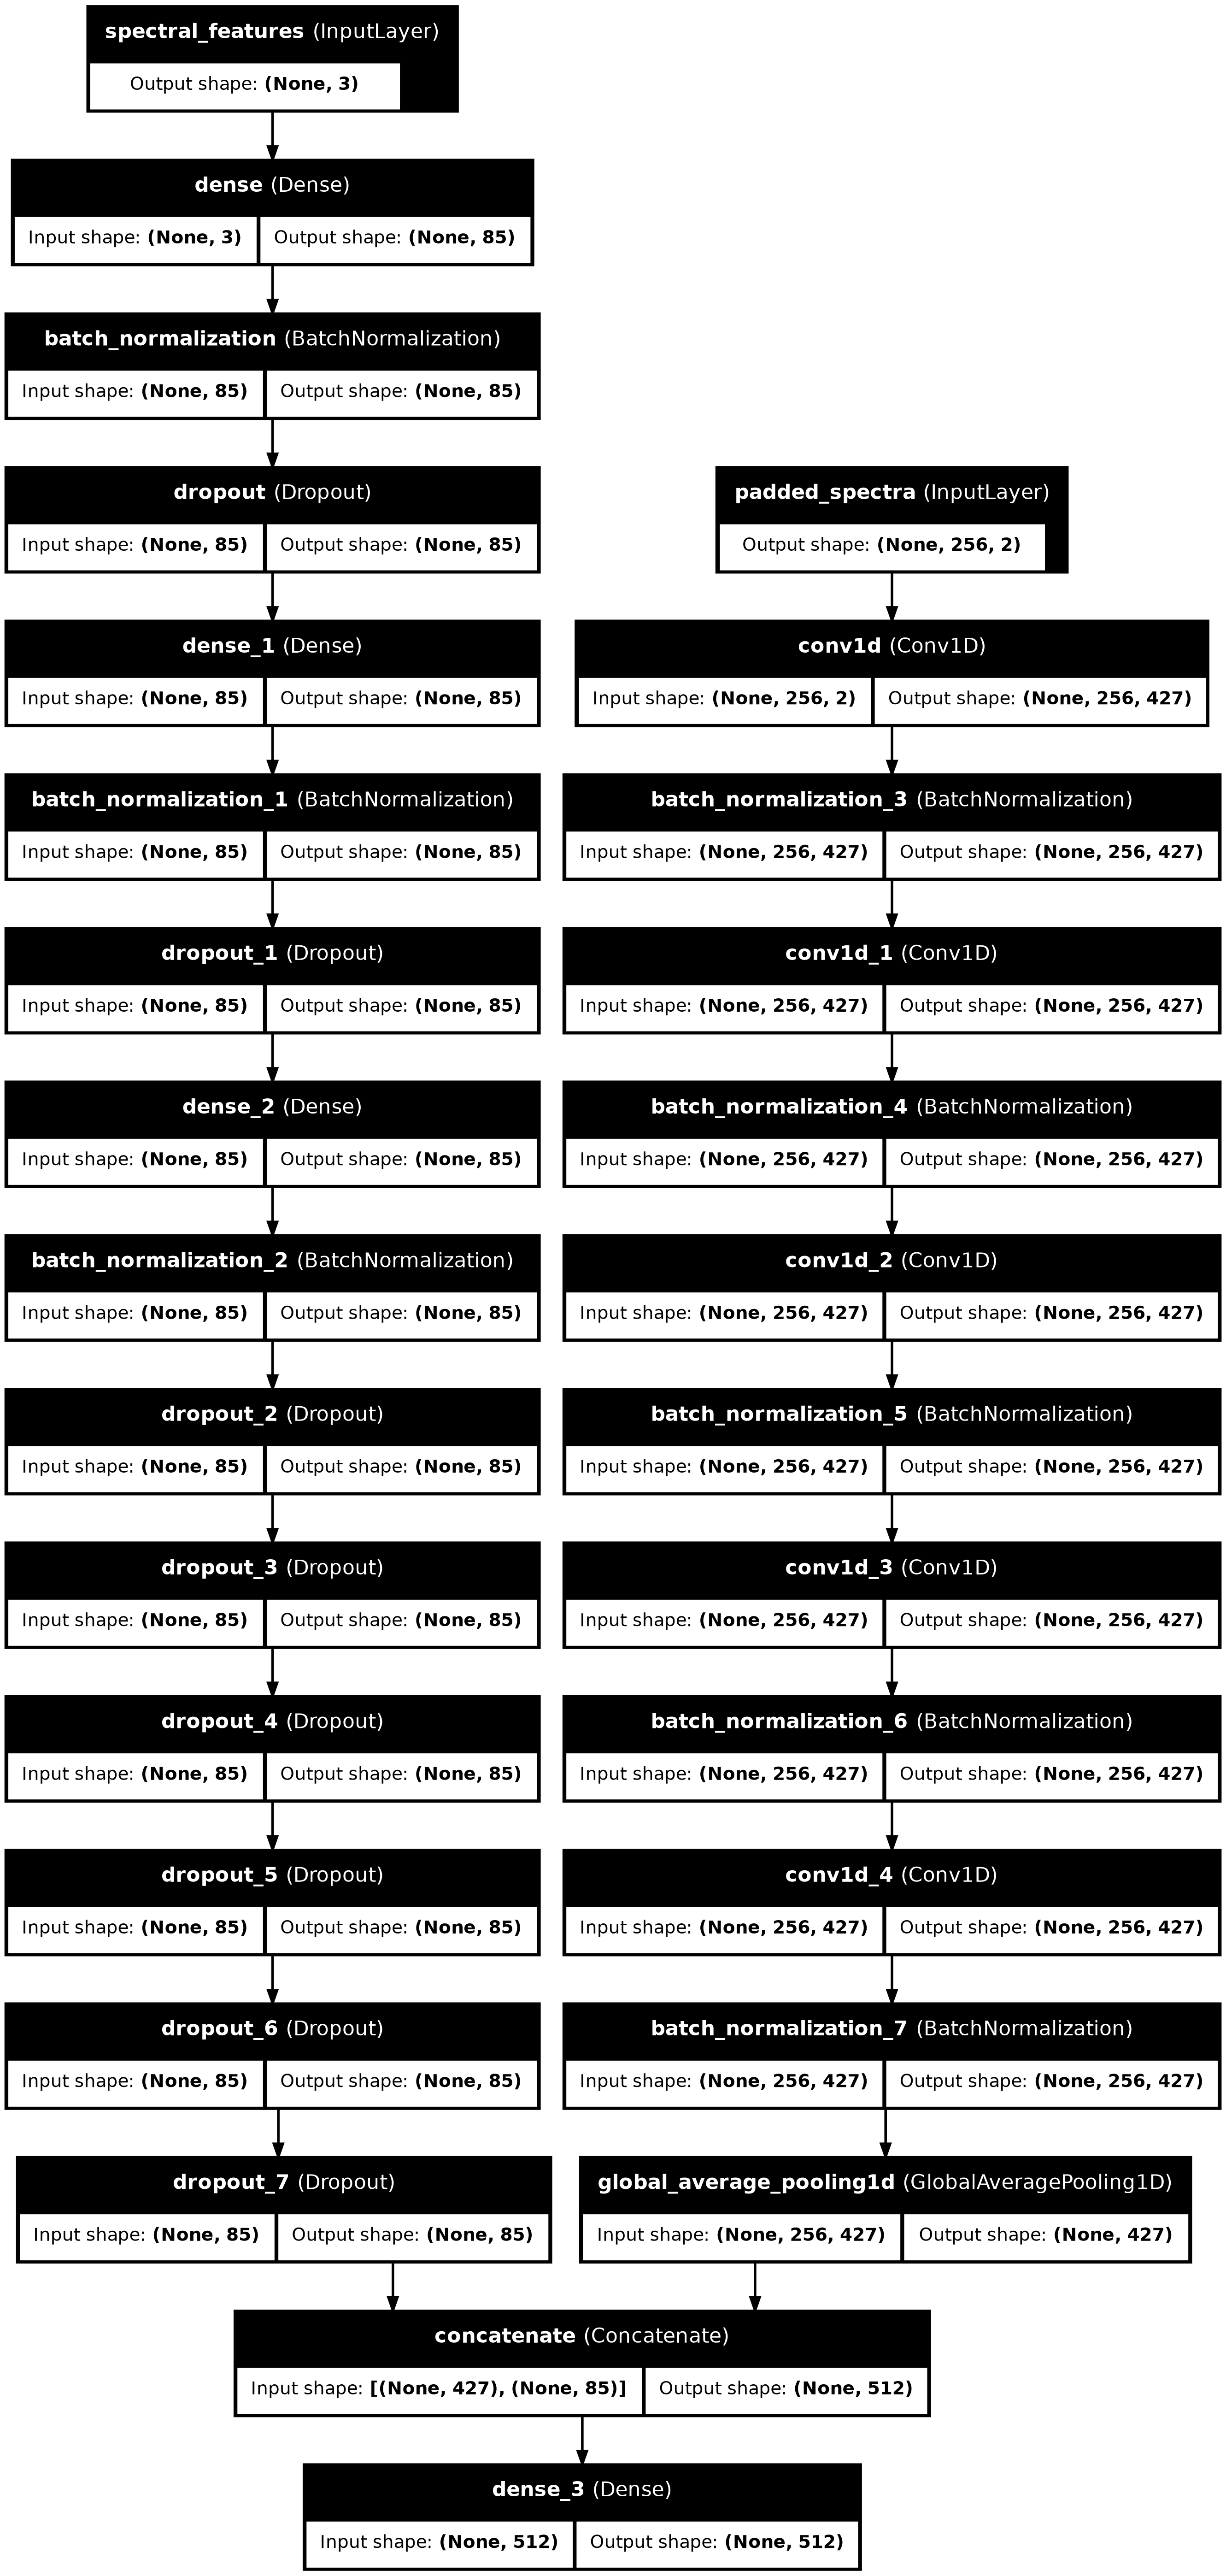 spectral_features (InputLayer)
Output shape: (None, 3)
dense (Dense)
Input shape: (None, 3) Output shape: (None, 85)
batch_normalization (BatchNormalization)
Input shape: (None, 85) Output shape: (None, 85)
dropout (Dropout)
Input shape: (None, 85) Output shape: (None, 85)
dense_1 (Dense)
Input shape: (None, 85) Output shape: (None, 85)
batch_normalization_1 (BatchNormalization)
Input shape: (None, 85) Output shape: (None, 85)
dropout_1 (Dropout)
Input shape: (None, 85) Output shape: (None, 85)
dense_2 (Dense)
Input shape: (None, 85) Output shape: (None, 85)
batch_normalization_2 (BatchNormalization)
Input shape: (None, 85) Output shape: (None, 85)
dropout_2 (Dropout)
Input shape: (None, 85) Output shape: (None, 85)
dropout_3 (Dropout)
Input shape: (None, 85) Output shape: (None, 85)
dropout_4 (Dropout)
Input shape: (None, 85) Output shape: (None, 85)
dropout_5 (Dropout)
Input shape: (None, 85) Output shape: (None, 85)
dropout_6 (Dropout)
Input shape: (None, 85) Output shape: (None, 85)
dropout_7 (Dropout)
Input shape: (None, 85) Output shape: (None, 85)
padded_spectra (InputLayer)
Output shape: (None, 256, 2)
conv1d (Conv1D)
Input shape: (None, 256, 2) Output shape: (None, 256, 427)
batch_normalization_3 (BatchNormalization)
Input shape: (None, 256, 427) Output shape: (None, 256, 427)
conv1d_1 (Conv1D)
Input shape: (None, 256, 427) Output shape: (None, 256, 427)
batch_normalization_4 (BatchNormalization)
Input shape: (None, 256, 427) Output shape: (None, 256, 427)
conv1d_2 (Conv1D)
Input shape: (None, 256, 427) Output shape: (None, 256, 427)
batch_normalization_5 (BatchNormalization)
Input shape: (None, 256, 427) Output shape: (None, 256, 427)
conv1d_3 (Conv1D)
Input shape: (None, 256, 427) Output shape: (None, 256, 427)
batch_normalization_6 (BatchNormalization)
Input shape: (None, 256, 427) Output shape: (None, 256, 427)
conv1d_4 (Conv1D)
Input shape: (None, 256, 427) Output shape: (None, 256, 427)
batch_normalization_7 (BatchNormalization)
Input shape: (None, 256, 427) Output shape: (None, 256, 427)
global_average_pooling1d (GlobalAveragePooling1D)
Input shape: (None, 256, 427) Output shape: (None, 427)
concatenate (Concatenate)
Input shape: [(None, 427), (None, 85)] Output shape: (None, 512)
dense_3 (Dense)
Input shape: (None, 512) Output shape: (None, 512)